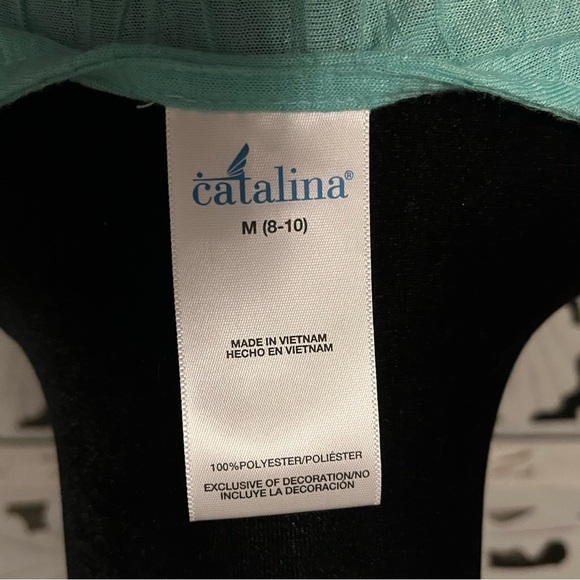 catalina®
M (8-10)
MADE IN VIETNAM
HECHO EN VIETNAM
100%POLYESTER/POLIÉSTER
EXCLUSIVE OF DECORATION/NO
INCLUYE LA DECORACIÓN